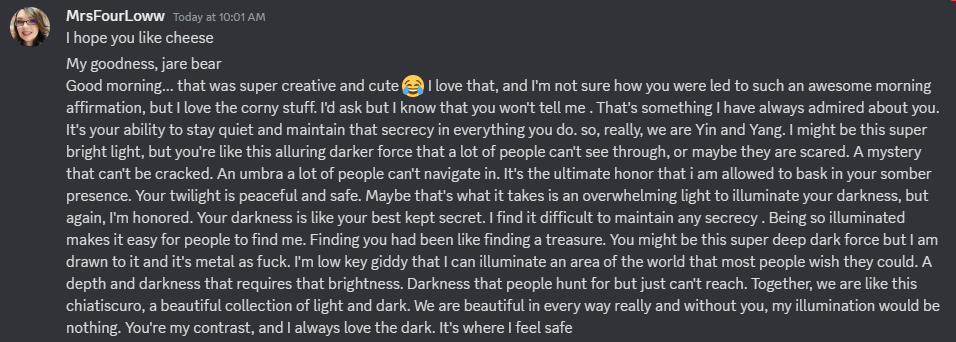 MrsFourLoww Today at 10:01 AM
I hope you like cheese
My goodness, jare bear
Good morning... that was super creative and cute 😂 I love that, and I'm not sure how you were led to such an awesome morning
affirmation, but I love the corny stuff. I'd ask but I know that you won't tell me . That's something I have always admired about you.
It's your ability to stay quiet and maintain that secrecy in everything you do. so, really, we are Yin and Yang. I might be this super
bright light, but you're like this alluring darker force that a lot of people can't see through, or maybe they are scared. A mystery
that can't be cracked. An umbra a lot of people can't navigate in. It's the ultimate honor that i am allowed to bask in your somber
presence. Your twilight is peaceful and safe. Maybe that's what it takes is an overwhelming light to illuminate your darkness, but
again, I'm honored. Your darkness is like your best kept secret. I find it difficult to maintain any secrecy . Being so illuminated
makes it easy for people to find me. Finding you had been like finding a treasure. You might be this super deep dark force but I am
drawn to it and it's metal as fuck. I'm low key giddy that I can illuminate an area of the world that most people wish they could. A
depth and darkness that requires that brightness. Darkness that people hunt for but just can't reach. Together, we are like this
chiatiscuro, a beautiful collection of light and dark. We are beautiful in every way really and without you, my illumination would be
nothing. You're my contrast, and I always love the dark. It's where I feel safe